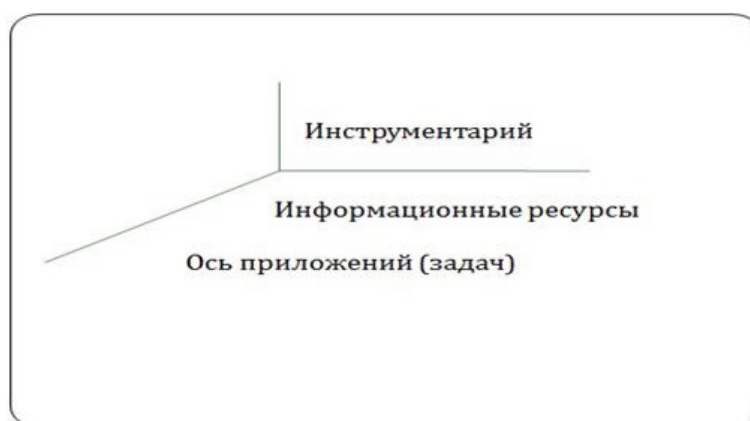 Инструментарий
Информационные ресурсы
Ось приложений (задач)